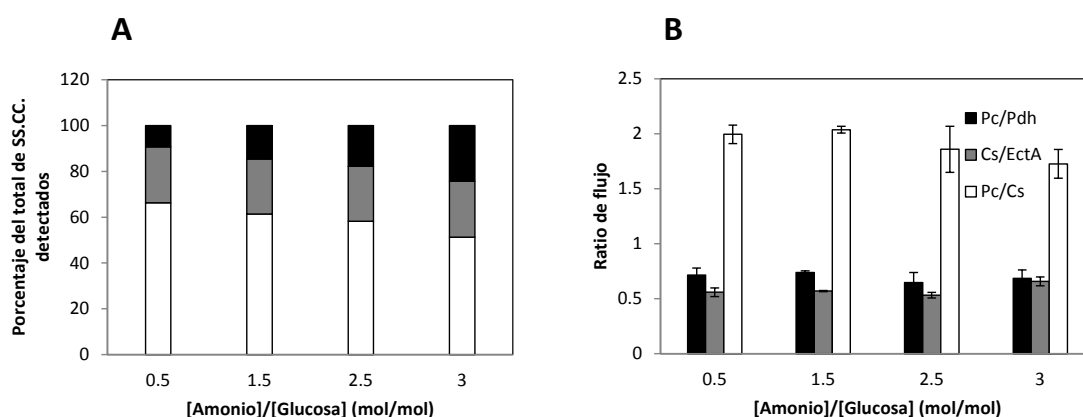 A
Porcentaje del total de SS.CC.
detectados
120
100
80
60
40
20
0
0.5 1.5 2.5 3
[Amonio]/[Glucosa] (mol/mol)
B
Ratio de flujo
2.5
2
1.5
1
0.5
0
Pc/Pdh
Cs/EctA
Pc/Cs
0.5 1.5 2.5 3
[Amonio]/[Glucosa] (mol/mol)